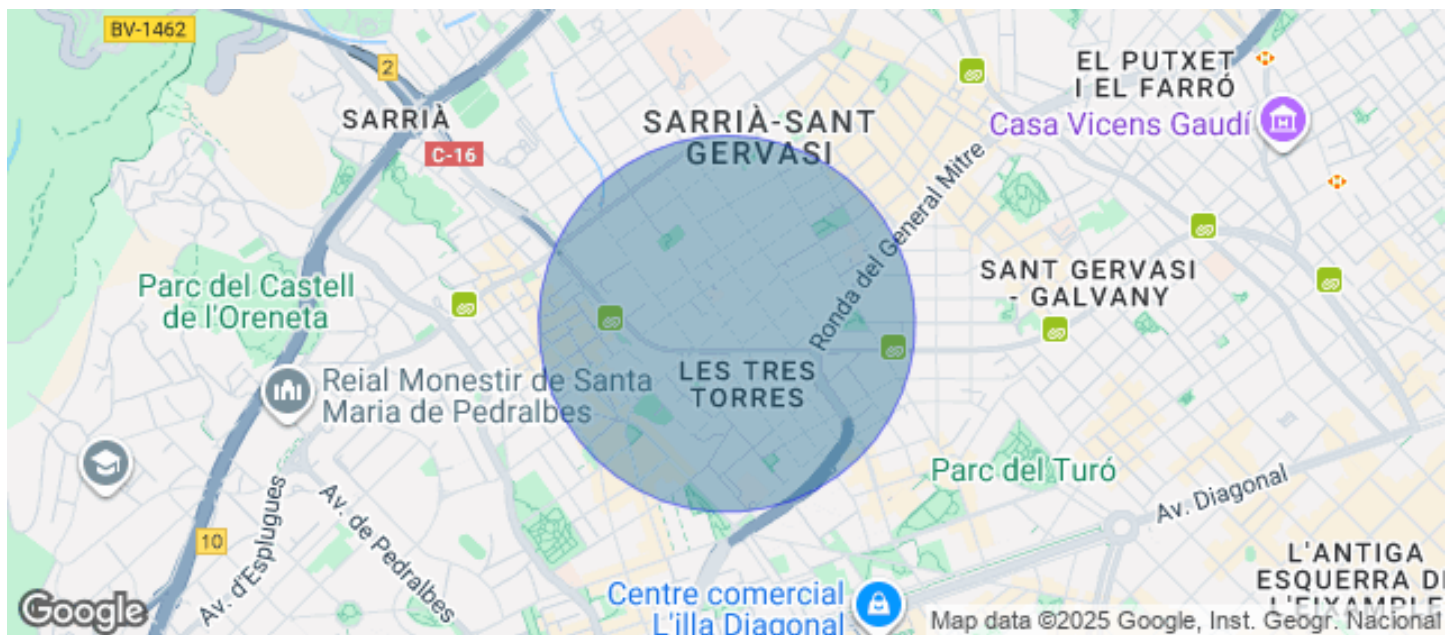 BV-1462
2
SARRIÀ
C-16
SARRIÀ-SANT
GERVASI
EL PUTXET
I EL FARRÓ
Casa Vicens Gaudí
Ronda del General Mitre
SANT GERVASI
- GALVANY
Parc del Castell
de l'Oreneta
Reial Monestir de Santa
Maria de Pedralbes
LES TRES
TORRES
Parc del Turó
Av. Diagonal
10
Av. d'Esplugues
Av. de Pedralbes
Centre comercial
L'illa Diagonal
L'ANTIGA
ESQUERRA DE
L'EIXAMPLE
Google
Map data ©2025 Google, Inst. Geogr. Nacional